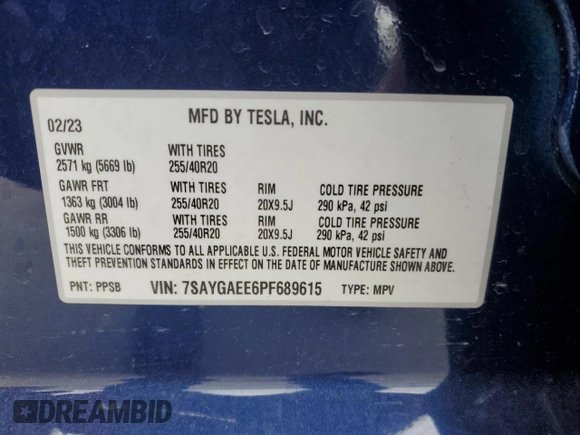 MFD BY TESLA, INC.
02/23
GVWR WITH TIRES
2571 kg (5669 lb) 255/40R20
GAWR FRT WITH TIRES RIM COLD TIRE PRESSURE
1363 kg (3004 lb) 255/40R20 20X9.5J 290 kPa, 42 psi
GAWR RR WITH TIRES RIM COLD TIRE PRESSURE
1500 kg (3306 lb) 255/40R20 20X9.5J 290 kPa, 42 psi
THIS VEHICLE CONFORMS TO ALL APPLICABLE U.S. FEDERAL MOTOR VEHICLE SAFETY AND
THEFT PREVENTION STANDARDS IN EFFECT ON THE DATE OF MANUFACTURE SHOWN ABOVE.
PNT: PPSB VIN: 7SAYGAEE6PF689615 TYPE: MPV
DREAMBID